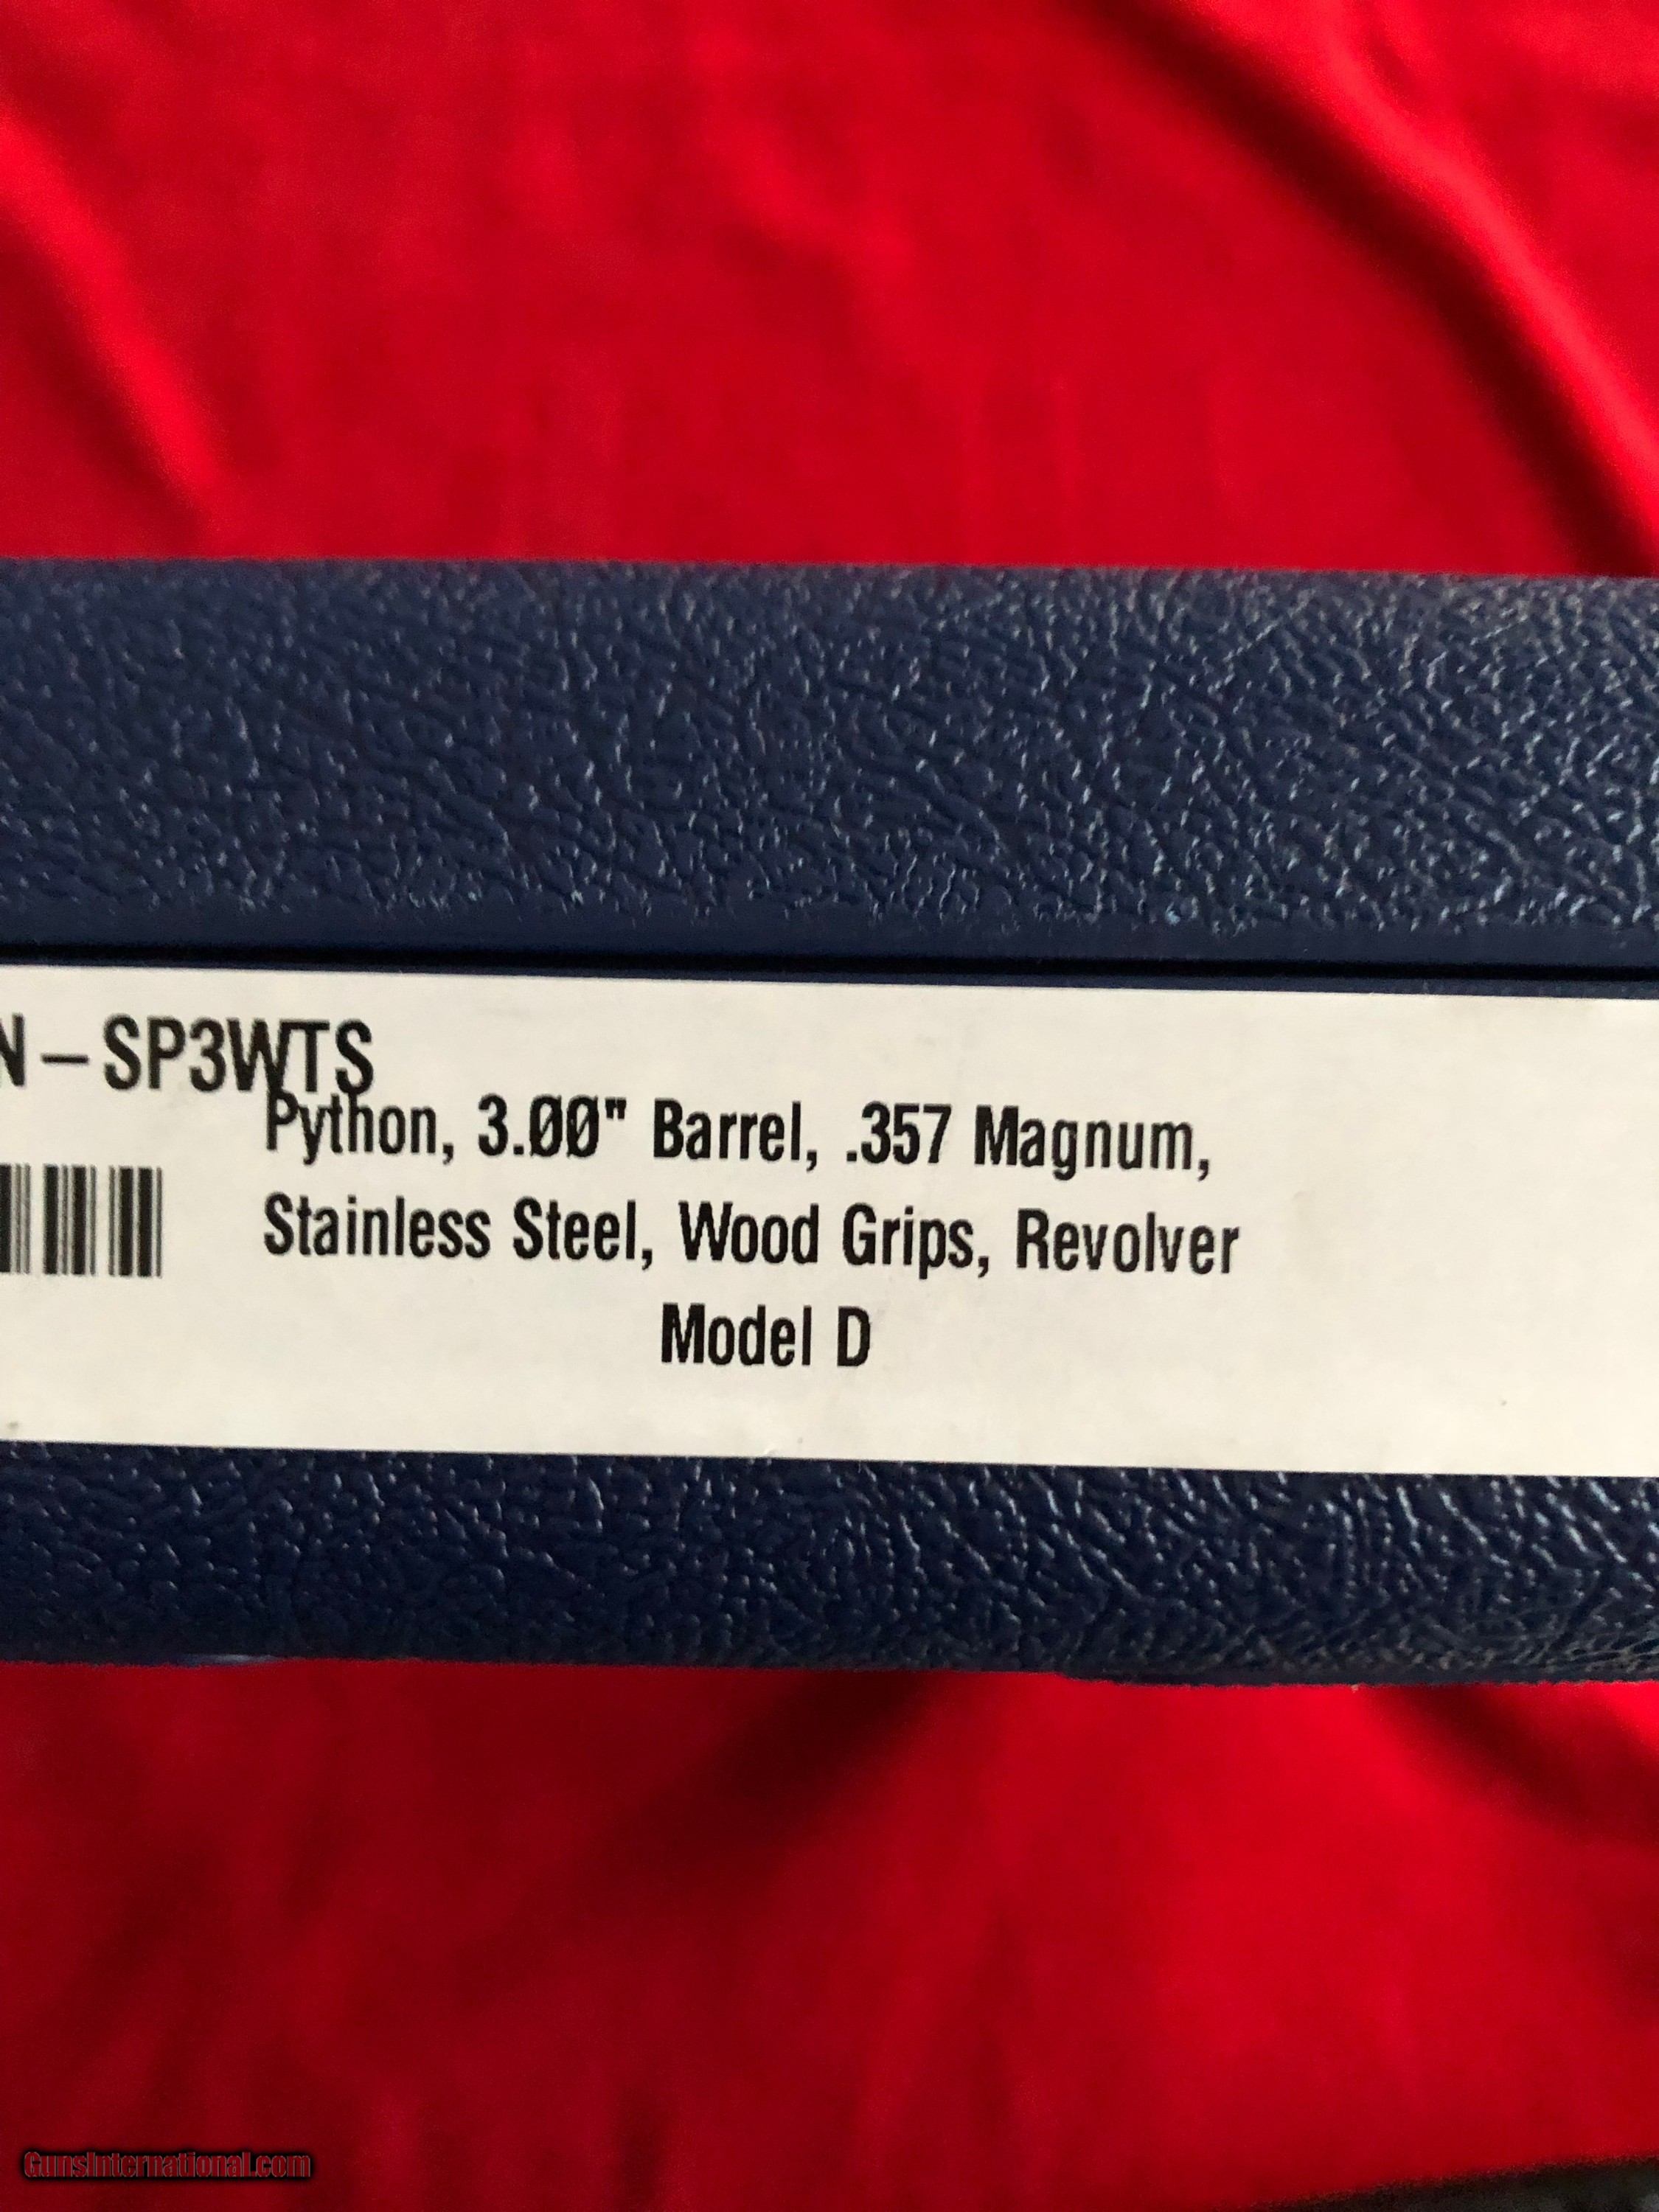 N-SP3WTS
Python, 3.00" Barrel, .357 Magnum,
Stainless Steel, Wood Grips, Revolver
Model D
GunsInternational.com